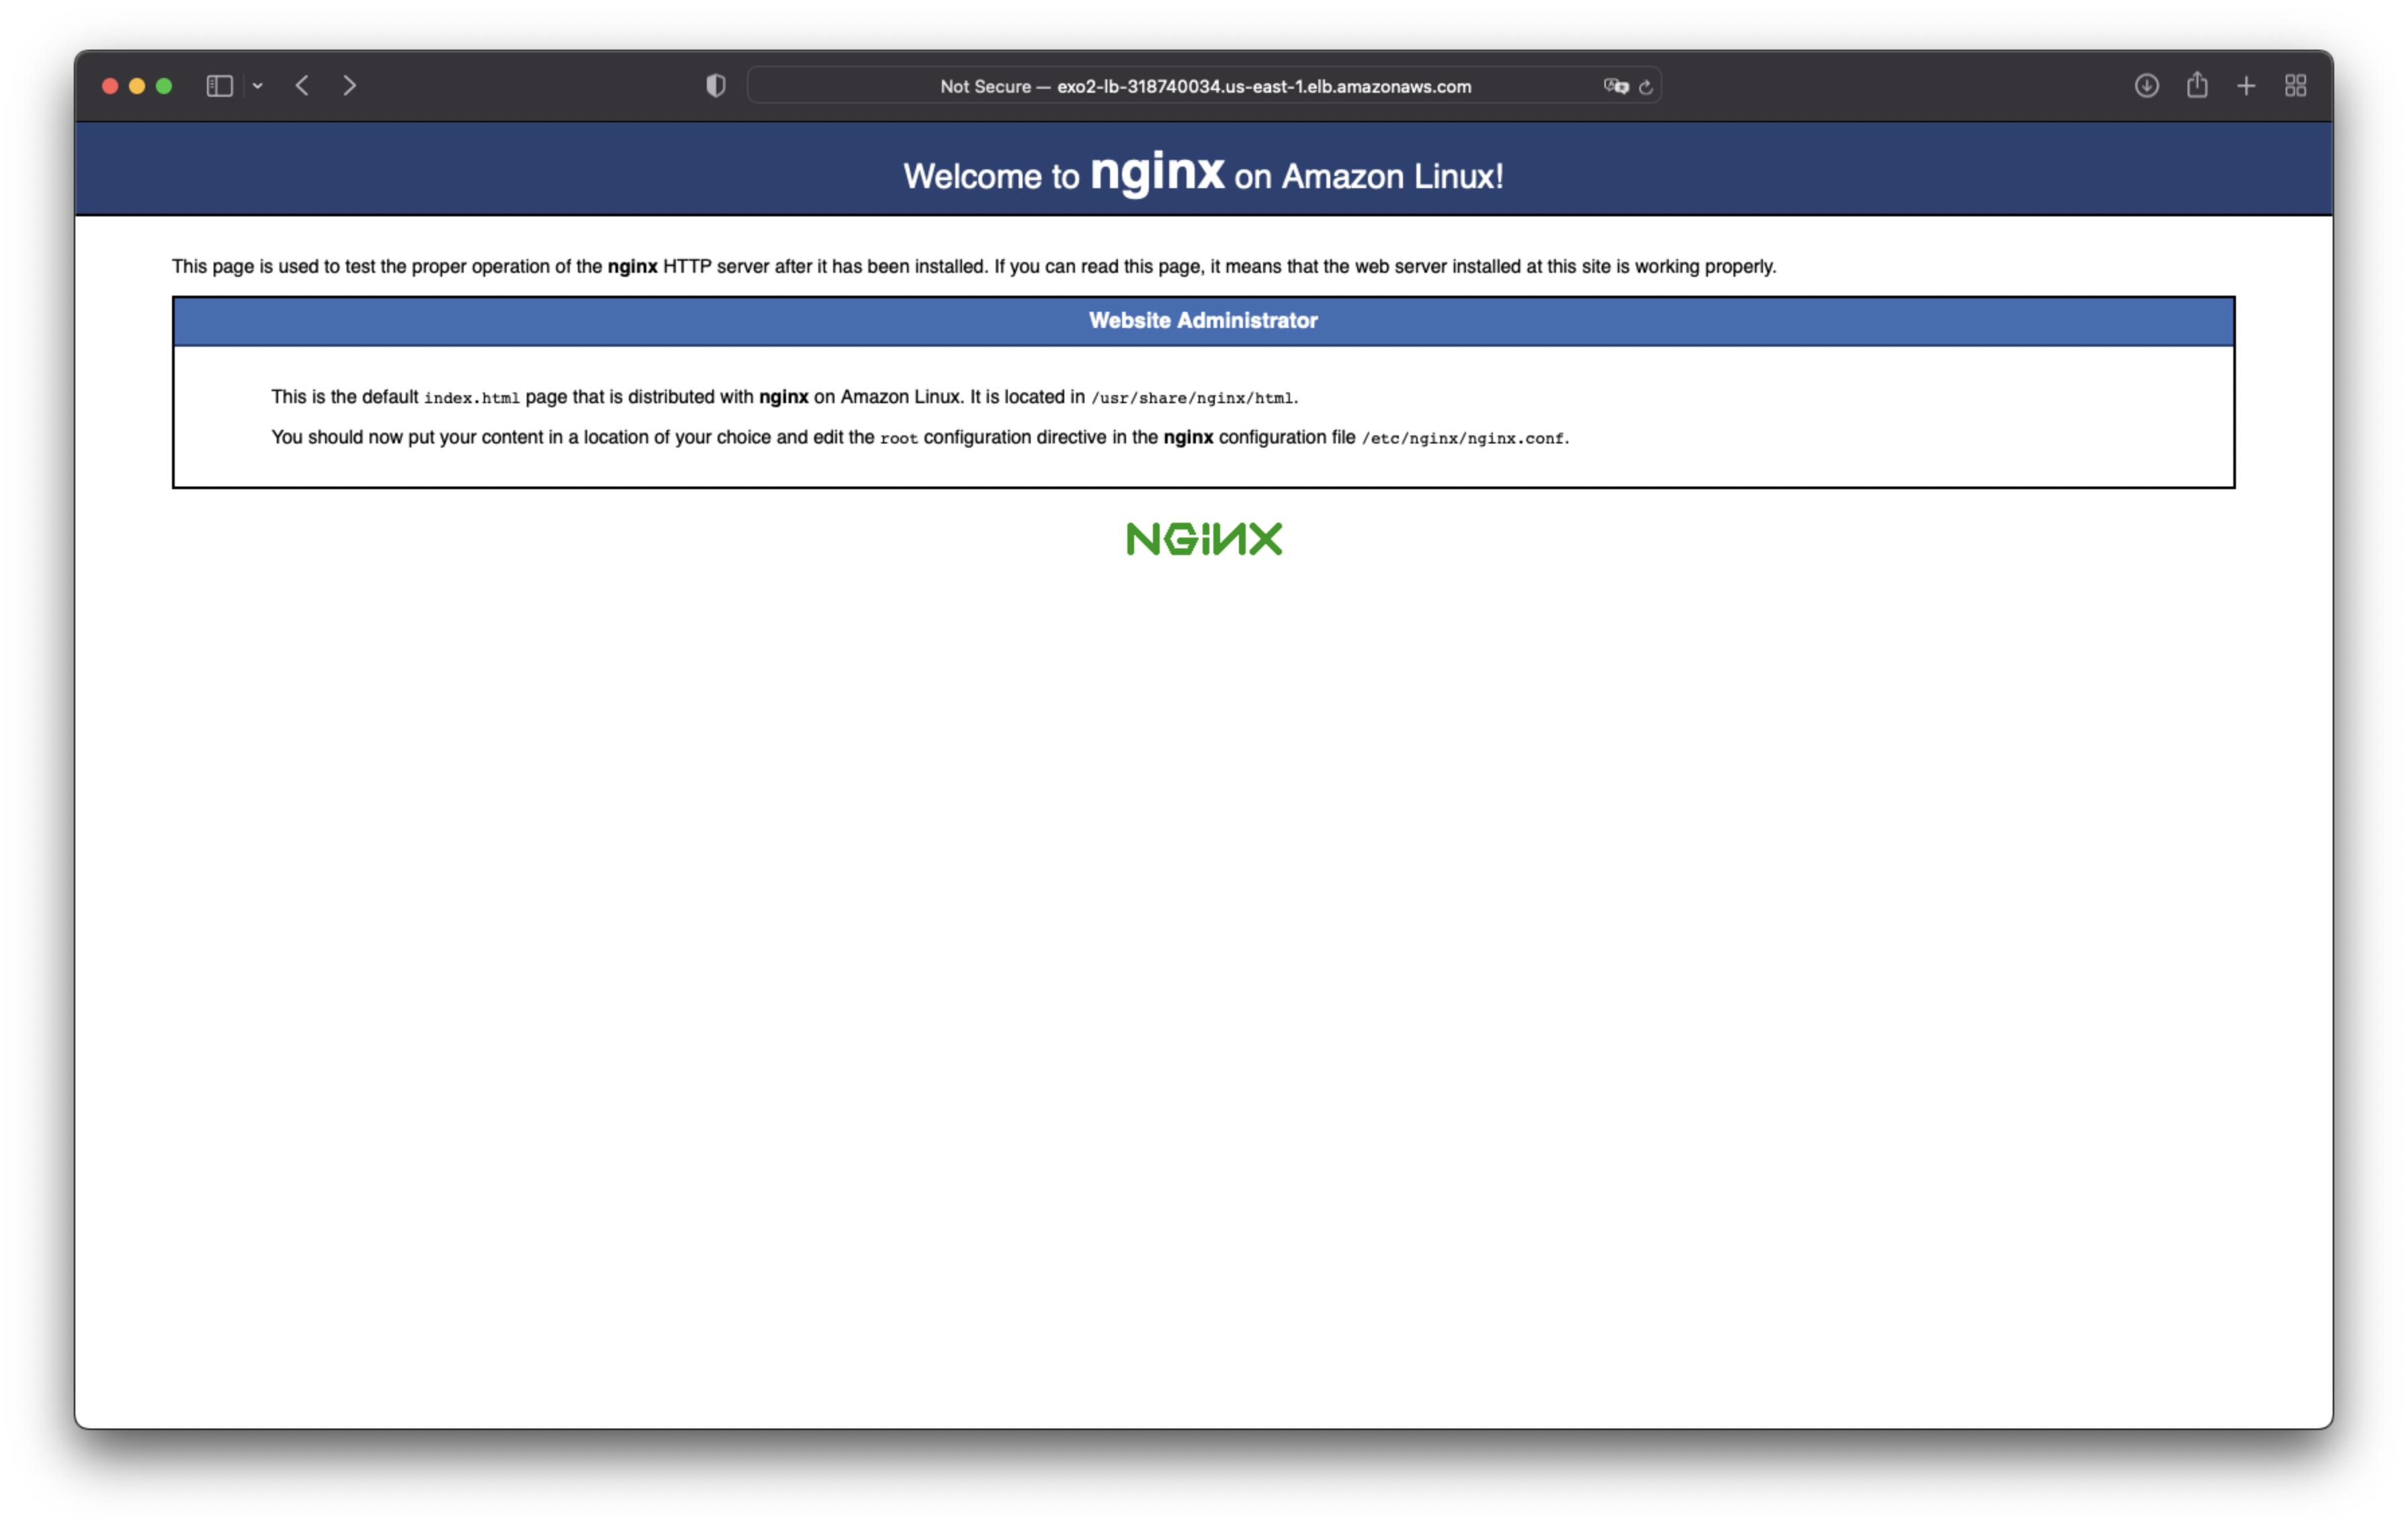 Not Secure — exo2-lb-318740034.us-east-1.elb.amazonaws.com
Welcome to nginx on Amazon Linux!
This page is used to test the proper operation of the nginx HTTP server after it has been installed. If you can read this page, it means that the web server installed at this site is working properly.
Website Administrator
This is the default index.html page that is distributed with nginx on Amazon Linux. It is located in /usr/share/nginx/html.
You should now put your content in a location of your choice and edit the root configuration directive in the nginx configuration file /etc/nginx/nginx.conf.
NGINX